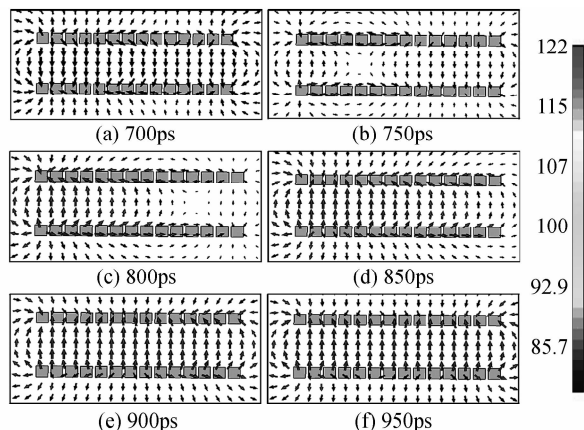 (a) 700ps
(b) 750ps
(c) 800ps
(d) 850ps
(e) 900ps
(f) 950ps
122
115
107
100
92.9
85.7